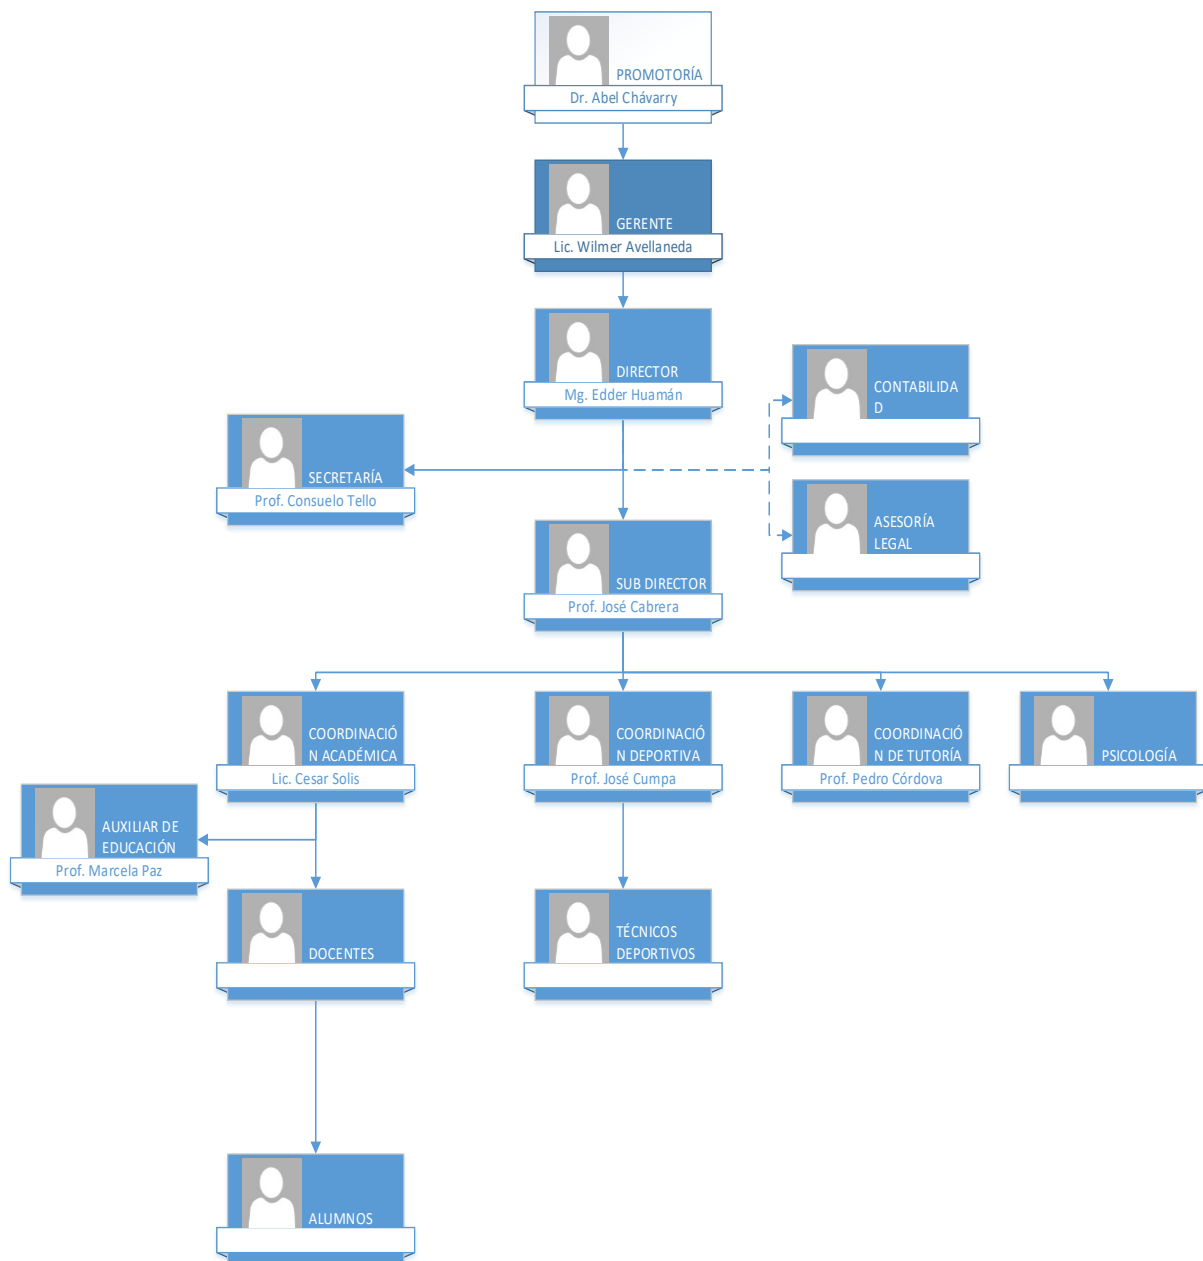 PROMOTORÍA
Dr. Abel Chávarry
GERENTE
Lic. Wilmer Avellaneda
DIRECTOR
Mg. Edder Huamán
CONTABILIDA
D
SECRETARÍA
Prof. Consuelo Tello
ASESORÍA
LEGAL
SUB DIRECTOR
Prof. José Cabrera
COORDINACIÓ
N ACADÉMICA
Lic. Cesar Solis
COORDINACIÓ
N DEPORTIVA
Prof. José Cumpa
COORDINACIÓ
N DE TUTORÍA
Prof. Pedro Córdova
PSICOLOGÍA
AUXILIAR DE
EDUCACIÓN
Prof. Marcela Paz
DOCENTES
TÉCNICOS
DEPORTIVOS
ALUMNOS